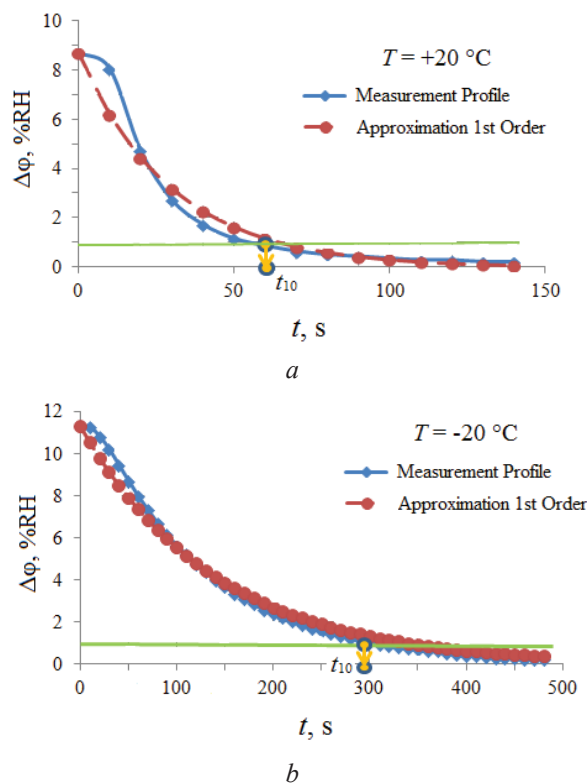 10
8
6
4
2
0
Δφ, %RH
T = +20 °C
Measurement Profile
Approximation 1st Order
t₁₀
0 50 100 150
t, s
a
12
10
8
6
4
2
0
Δφ, %RH
T = -20 °C
Measurement Profile
Approximation 1st Order
t₁₀
0 100 200 300 400 500
t, s
b